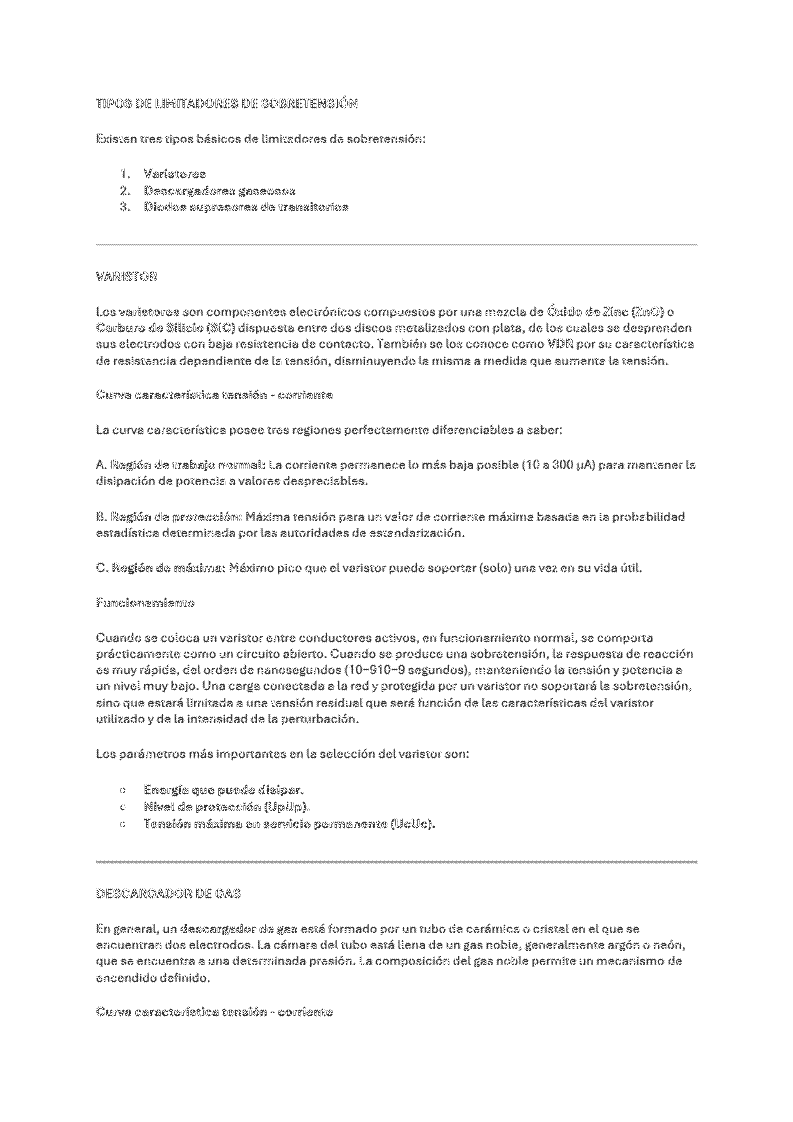 TIPOS DE LIMITADORES DE SOBRETENSIÓN
Existen tres tipos básicos de limitadores de sobretensión:
1. Varistores
2. Descargadores gaseosos
3. Diodos supresores de transitorios
VARISTOR
Los varistores son componentes electrónicos compuestos por una mezcla de Óxido de Zinc (ZnO) o
Carburo de Silicio (SiC) dispuesta entre dos discos metalizados con plata, de los cuales se desprenden
sus electrodos con baja resistencia de contacto. También se los conoce como VDR por su característica
de resistencia dependiente de la tensión, disminuyendo la misma a medida que aumenta la tensión.
Curva característica tensión - corriente
La curva característica posee tres regiones perfectamente diferenciables a saber:
A. Región de trabajo normal: La corriente permanece lo más baja posible (10 a 300 µA) para mantener la
disipación de potencia a valores despreciables.
B. Región de protección: Máxima tensión para un valor de corriente máxima basada en la probabilidad
estadística determinada por las autoridades de estandarización.
C. Región de máxima: Máximo pico que el varistor puede soportar (solo) una vez en su vida útil.
Funcionamiento
Cuando se coloca un varistor entre conductores activos, en funcionamiento normal, se comporta
prácticamente como un circuito abierto. Cuando se produce una sobretensión, la respuesta de reacción
es muy rápida, del orden de nanosegundos (10−910−9 segundos), manteniendo la tensión y potencia a
un nivel muy bajo. Una carga conectada a la red y protegida por un varistor no soportará la sobretensión,
sino que estará limitada a una tensión residual que será función de las características del varistor
utilizado y de la intensidad de la perturbación.
Los parámetros más importantes en la selección del varistor son:
○ Energía que puede disipar.
○ Nivel de protección (UpUp).
○ Tensión máxima en servicio permanente (UcUc).
DESCARGADOR DE GAS
En general, un descargador de gas está formado por un tubo de cerámica o cristal en el que se
encuentran dos electrodos. La cámara del tubo está llena de un gas noble, generalmente argón o neón,
que se encuentra a una determinada presión. La composición del gas noble permite un mecanismo de
encendido definido.
Curva característica tensión - corriente